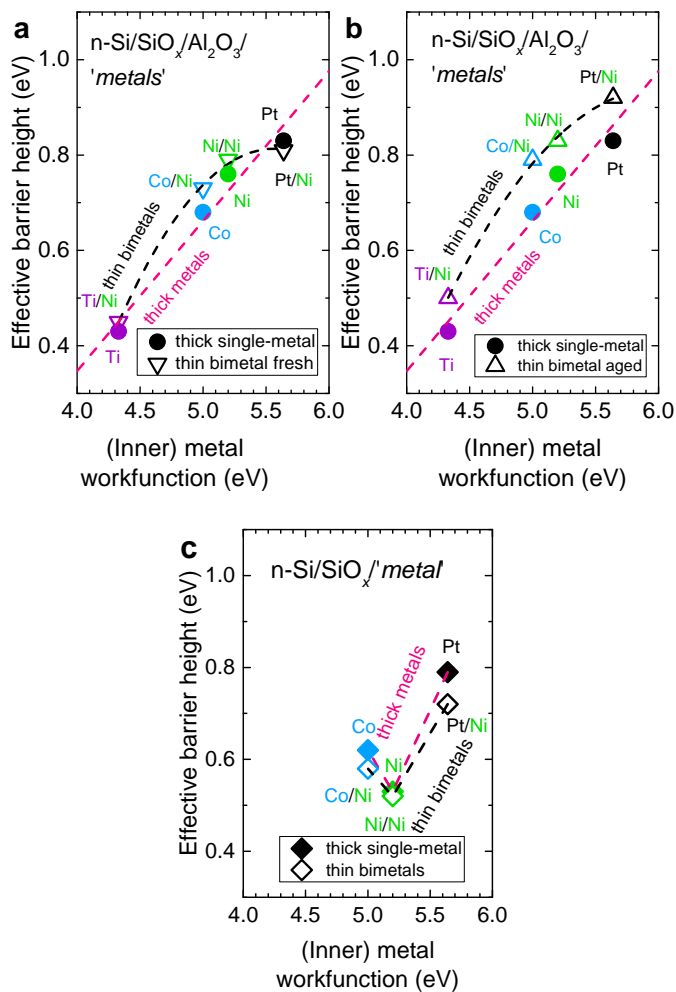 a
n-Si/SiOx/Al2O3/
'metals'
Effective barrier height (eV)
1.0
0.8
0.6
0.4
Pt
Ni/Ni
Co/Ni
Pt/Ni
Ni
Co
thin bimetals
thick metals
Ti/Ni
Ti
thick single-metal
thin bimetal fresh
4.0 4.5 5.0 5.5 6.0
(Inner) metal
workfunction (eV)
b
n-Si/SiOx/Al2O3/
'metals'
Effective barrier height (eV)
1.0
0.8
0.6
0.4
Pt/Ni
Ni/Ni
Co/Ni
Pt
Ni
Co
thin bimetals
thick metals
Ti/Ni
Ti
thick single-metal
thin bimetal aged
4.0 4.5 5.0 5.5 6.0
(Inner) metal
workfunction (eV)
c
n-Si/SiOx/'metal'
Effective barrier height (eV)
1.0
0.8
0.6
0.4
Pt
thick metals
Co
Pt/Ni
Ni
Co/Ni
Ni/Ni
thin bimetals
thick single-metal
thin bimetals
4.0 4.5 5.0 5.5 6.0
(Inner) metal
workfunction (eV)